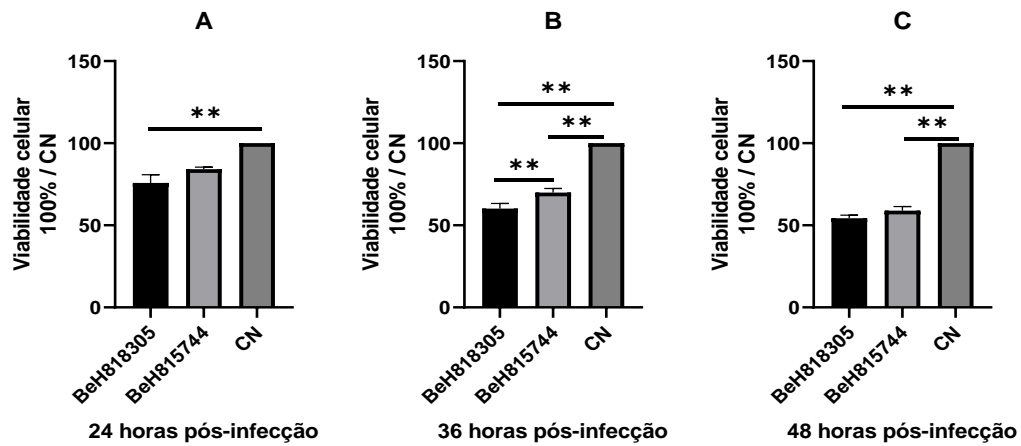 A
Viabilidade celular
100% / CN
150
100
50
0
**
BeH818305
BeH815744
CN
24 horas pós-infecção
B
Viabilidade celular
100% / CN
150
100
50
0
**
**
**
BeH818305
BeH815744
CN
36 horas pós-infecção
C
Viabilidade celular
100% / CN
150
100
50
0
**
**
BeH818305
BeH815744
CN
48 horas pós-infecção